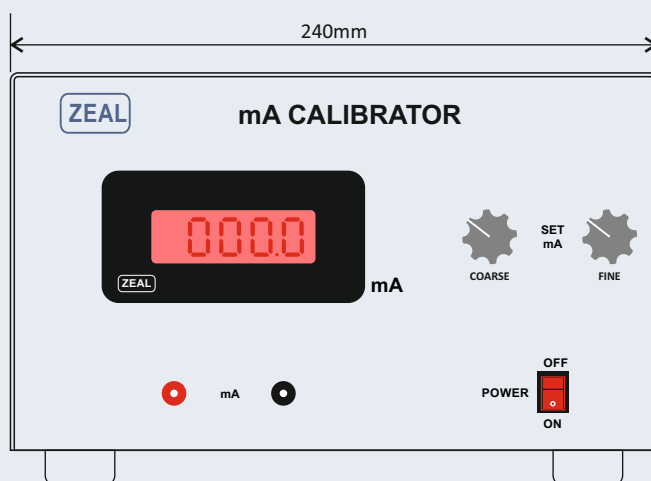 240mm
ZEAL
mA CALIBRATOR
000.0
ZEAL
mA
SET
mA
COARSE
FINE
mA
OFF
POWER
ON